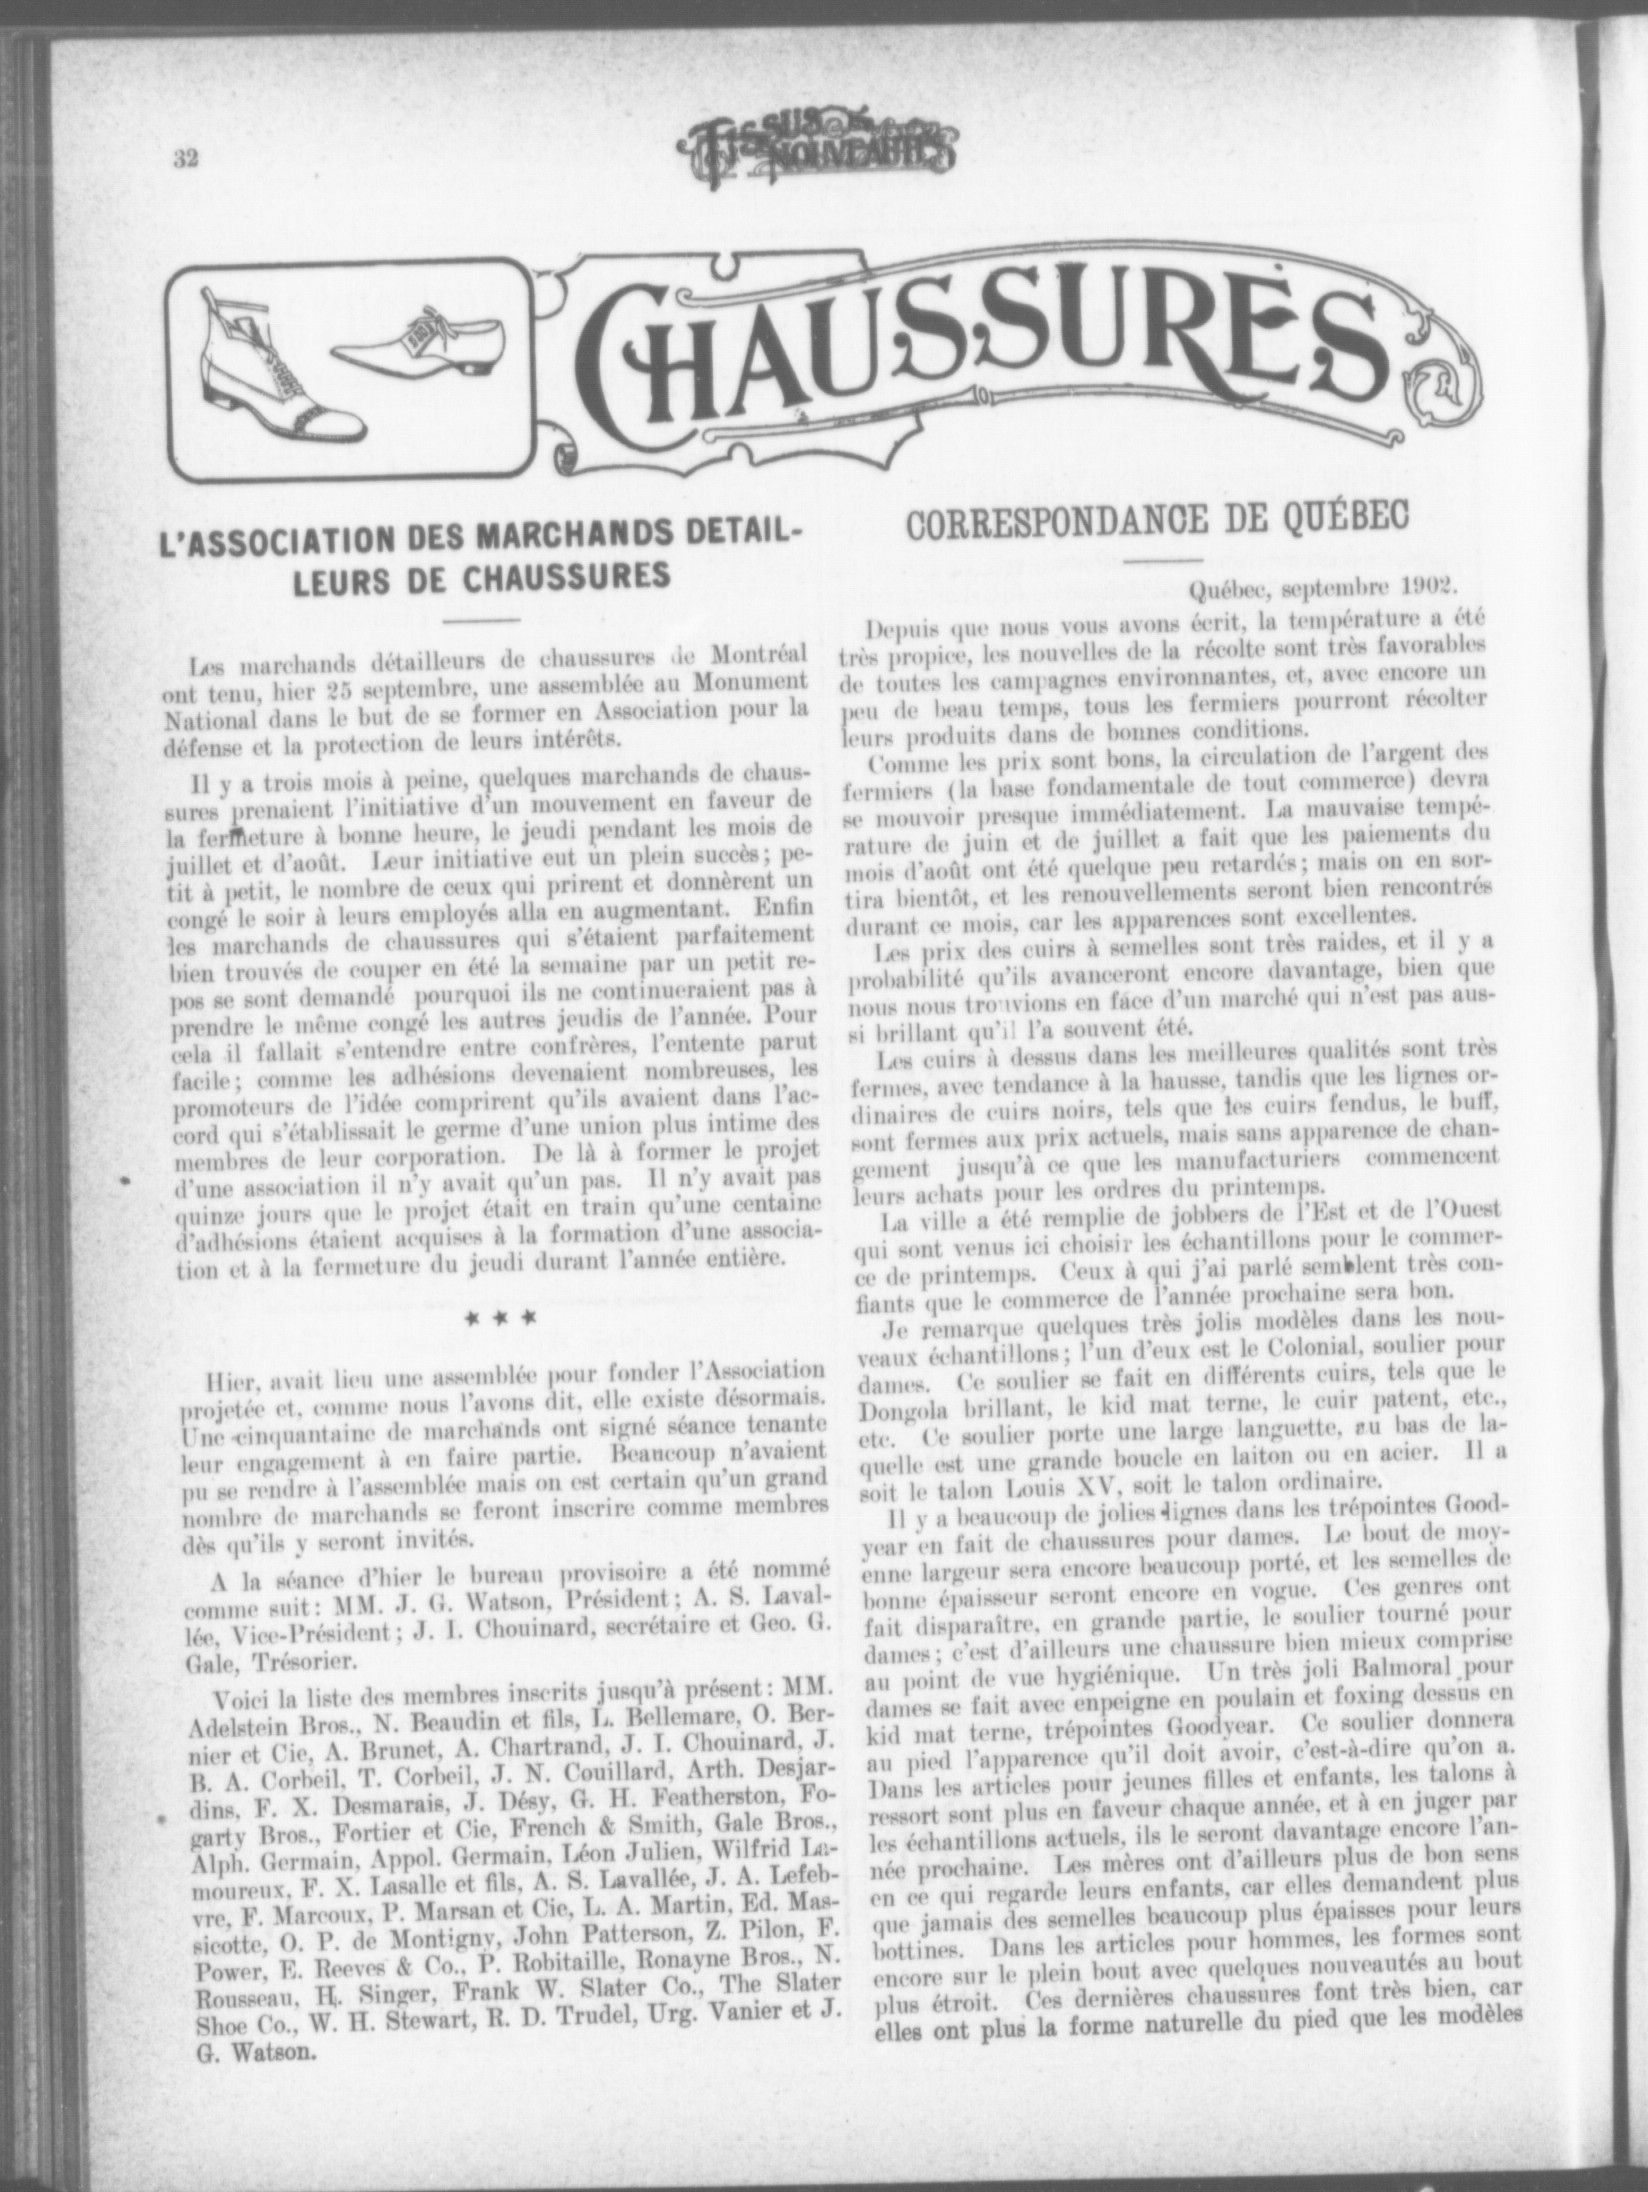 32
TISSUS & NOUVEAUTÉS
CHAUSSURES
L'ASSOCIATION DES MARCHANDS DETAIL-
LEURS DE CHAUSSURES
Les marchands détailleurs de chaussures de Montréal
ont tenu, hier 25 septembre, une assemblée au Monument
National dans le but de se former en Association pour la
défense et la protection de leurs intérêts.
Il y a trois mois à peine, quelques marchands de chaus-
sures prenaient l'initiative d'un mouvement en faveur de
la fermeture à bonne heure, le jeudi pendant les mois de
juillet et d'août. Leur initiative eut un plein succès; pe-
tit à petit, le nombre de ceux qui prirent et donnèrent un
congé le soir à leurs employés alla en augmentant. Enfin
les marchands de chaussures qui s'étaient parfaitement
bien trouvés de couper en été la semaine par un petit re-
pos se sont demandé pourquoi ils ne continueraient pas à
prendre le même congé les autres jeudis de l'année. Pour
cela il fallait s'entendre entre confrères, l'entente parut
facile; comme les adhésions devenaient nombreuses, les
promoteurs de l'idée comprirent qu'ils avaient dans l'ac-
cord qui s'établissait le germe d'une union plus intime des
membres de leur corporation. De là à former le projet
d'une association il n'y avait qu'un pas. Il n'y avait pas
quinze jours que le projet était en train qu'une centaine
d'adhésions étaient acquises à la formation d'une associa-
tion et à la fermeture du jeudi durant l'année entière.
* * *
Hier, avait lieu une assemblée pour fonder l'Association
projetée et, comme nous l'avons dit, elle existe désormais.
Une cinquantaine de marchands ont signé séance tenante
leur engagement à en faire partie. Beaucoup n'avaient
pu se rendre à l'assemblée mais on est certain qu'un grand
nombre de marchands se feront inscrire comme membres
dès qu'ils y seront invités.
A la séance d'hier le bureau provisoire a été nommé
comme suit: MM. J. G. Watson, Président; A. S. Laval-
lée, Vice-Président; J. I. Chouinard, secrétaire et Geo. G.
Gale, Trésorier.
Voici la liste des membres inscrits jusqu'à présent: MM.
Adelstein Bros., N. Beaudin et fils, L. Bellemare, O. Ber-
nier et Cie, A. Brunet, A. Chartrand, J. I. Chouinard, J.
B. A. Corbeil, T. Corbeil, J. N. Couillard, Arth. Desjar-
dins, F. X. Desmarais, J. Désy, G. H. Featherston, Fo-
garty Bros., Fortier et Cie, French & Smith, Gale Bros.,
Alph. Germain, Appol. Germain, Léon Julien, Wilfrid La-
moureux, F. X. Lasalle et fils, A. S. Lavallée, J. A. Lefeb-
vre, F. Marcoux, P. Marsan et Cie, L. A. Martin, Ed. Mas-
sicotte, O. P. de Montigny, John Patterson, Z. Pilon, F.
Power, E. Reeves & Co., P. Robitaille, Ronayne Bros., N.
Rousseau, H. Singer, Frank W. Slater Co., The Slater
Shoe Co., W. H. Stewart, R. D. Trudel, Urg. Vanier et J.
G. Watson.
CORRESPONDANCE DE QUÉBEC
Québec, septembre 1902.
Depuis que nous vous avons écrit, la température a été
très propice, les nouvelles de la récolte sont très favorables
de toutes les campagnes environnantes, et, avec encore un
peu de beau temps, tous les fermiers pourront récolter
leurs produits dans de bonnes conditions.
Comme les prix sont bons, la circulation de l'argent des
fermiers (la base fondamentale de tout commerce) devra
se mouvoir presque immédiatement. La mauvaise tempé-
rature de juin et de juillet a fait que les paiements du
mois d'août ont été quelque peu retardés; mais on en sor-
tira bientôt, et les renouvellements seront bien rencontrés
durant ce mois, car les apparences sont excellentes.
Les prix des cuirs à semelles sont très raides, et il y a
probabilité qu'ils avanceront encore davantage, bien que
nous nous trouvions en face d'un marché qui n'est pas aus-
si brillant qu'il l'a souvent été.
Les cuirs à dessus dans les meilleures qualités sont très
fermes, avec tendance à la hausse, tandis que les lignes or-
dinaires de cuirs noirs, tels que les cuirs fendus, le buff,
sont fermes aux prix actuels, mais sans apparence de chan-
gement jusqu'à ce que les manufacturiers commencent
leurs achats pour les ordres du printemps.
La ville a été remplie de jobbers de l'Est et de l'Ouest
qui sont venus ici choisir les échantillons pour le commer-
ce de printemps. Ceux à qui j'ai parlé semblent très con-
fiants que le commerce de l'année prochaine sera bon.
Je remarque quelques très jolis modèles dans les nou-
veaux échantillons; l'un d'eux est le Colonial, soulier pour
dames. Ce soulier se fait en différents cuirs, tels que le
Dongola brillant, le kid mat terne, le cuir patent, etc.,
etc. Ce soulier porte une large languette, au bas de la-
quelle est une grande boucle en laiton ou en acier. Il a
soit le talon Louis XV, soit le talon ordinaire.
Il y a beaucoup de jolies lignes dans les trépointes Good-
year en fait de chaussures pour dames. Le bout de moy-
enne largeur sera encore beaucoup porté, et les semelles de
bonne épaisseur seront encore en vogue. Ces genres ont
fait disparaître, en grande partie, le soulier tourné pour
dames; c'est d'ailleurs une chaussure bien mieux comprise
au point de vue hygiénique. Un très joli Balmoral pour
dames se fait avec enpeigne en poulain et foxing dessus en
kid mat terne, trépointes Goodyear. Ce soulier donnera
au pied l'apparence qu'il doit avoir, c'est-à-dire qu'on a.
Dans les articles pour jeunes filles et enfants, les talons à
ressort sont plus en faveur chaque année, et à en juger par
les échantillons actuels, ils le seront davantage encore l'an-
née prochaine. Les mères ont d'ailleurs plus de bon sens
en ce qui regarde leurs enfants, car elles demandent plus
que jamais des semelles beaucoup plus épaisses pour leurs
bottines. Dans les articles pour hommes, les formes sont
encore sur le plein bout avec quelques nouveautés au bout
plus étroit. Ces dernières chaussures font très bien, car
elles ont plus la forme naturelle du pied que les modèles